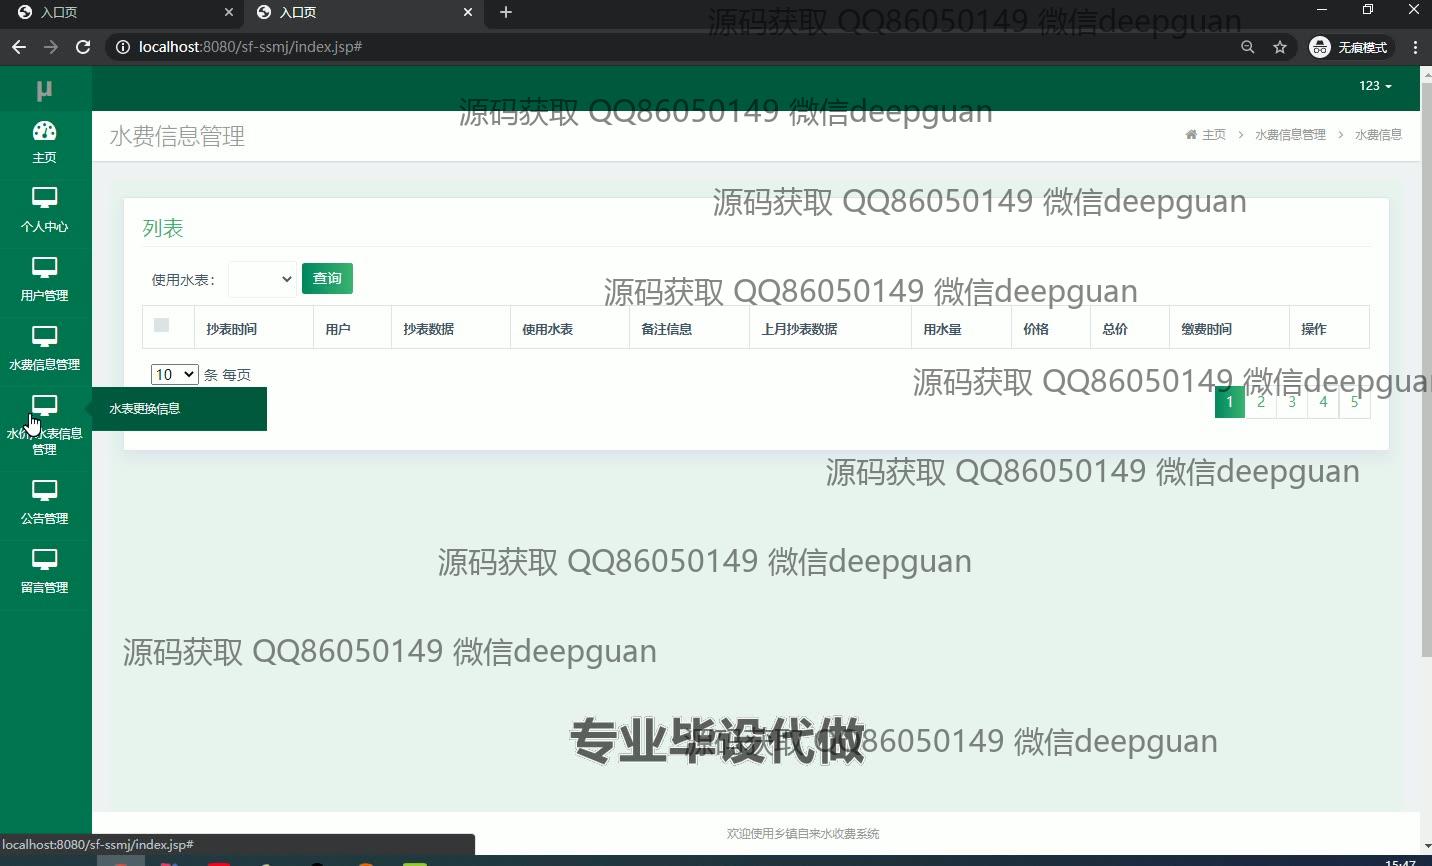 入口页
入口页
源码获取 QQ86050149 微信deepguan
localhost:8080/sf-ssmj/index.jsp#
无痕模式
μ
123
源码获取 QQ86050149 微信deepguan
水费信息管理
主页 > 水费信息管理 > 水费信息
主页
个人中心
用户管理
水费信息管理
管理
公告管理
留言管理
源码获取 QQ86050149 微信deepguan
列表
使用水表：
查询
源码获取 QQ86050149 微信deepguan
抄表时间 用户 抄表数据 使用水表 备注信息 上月抄表数据 用水量 价格 总价 缴费时间 操作
10 条 每页
源码获取 QQ86050149 微信deepgua
水表更换信息
1 2 3 4 5
源码获取 QQ86050149 微信deepguan
源码获取 QQ86050149 微信deepguan
源码获取 QQ86050149 微信deepguan
专业毕设代做
源码获取 QQ86050149 微信deepguan
欢迎使用乡镇自来水收费系统
localhost:8080/sf-ssmj/index.jsp#
15:47